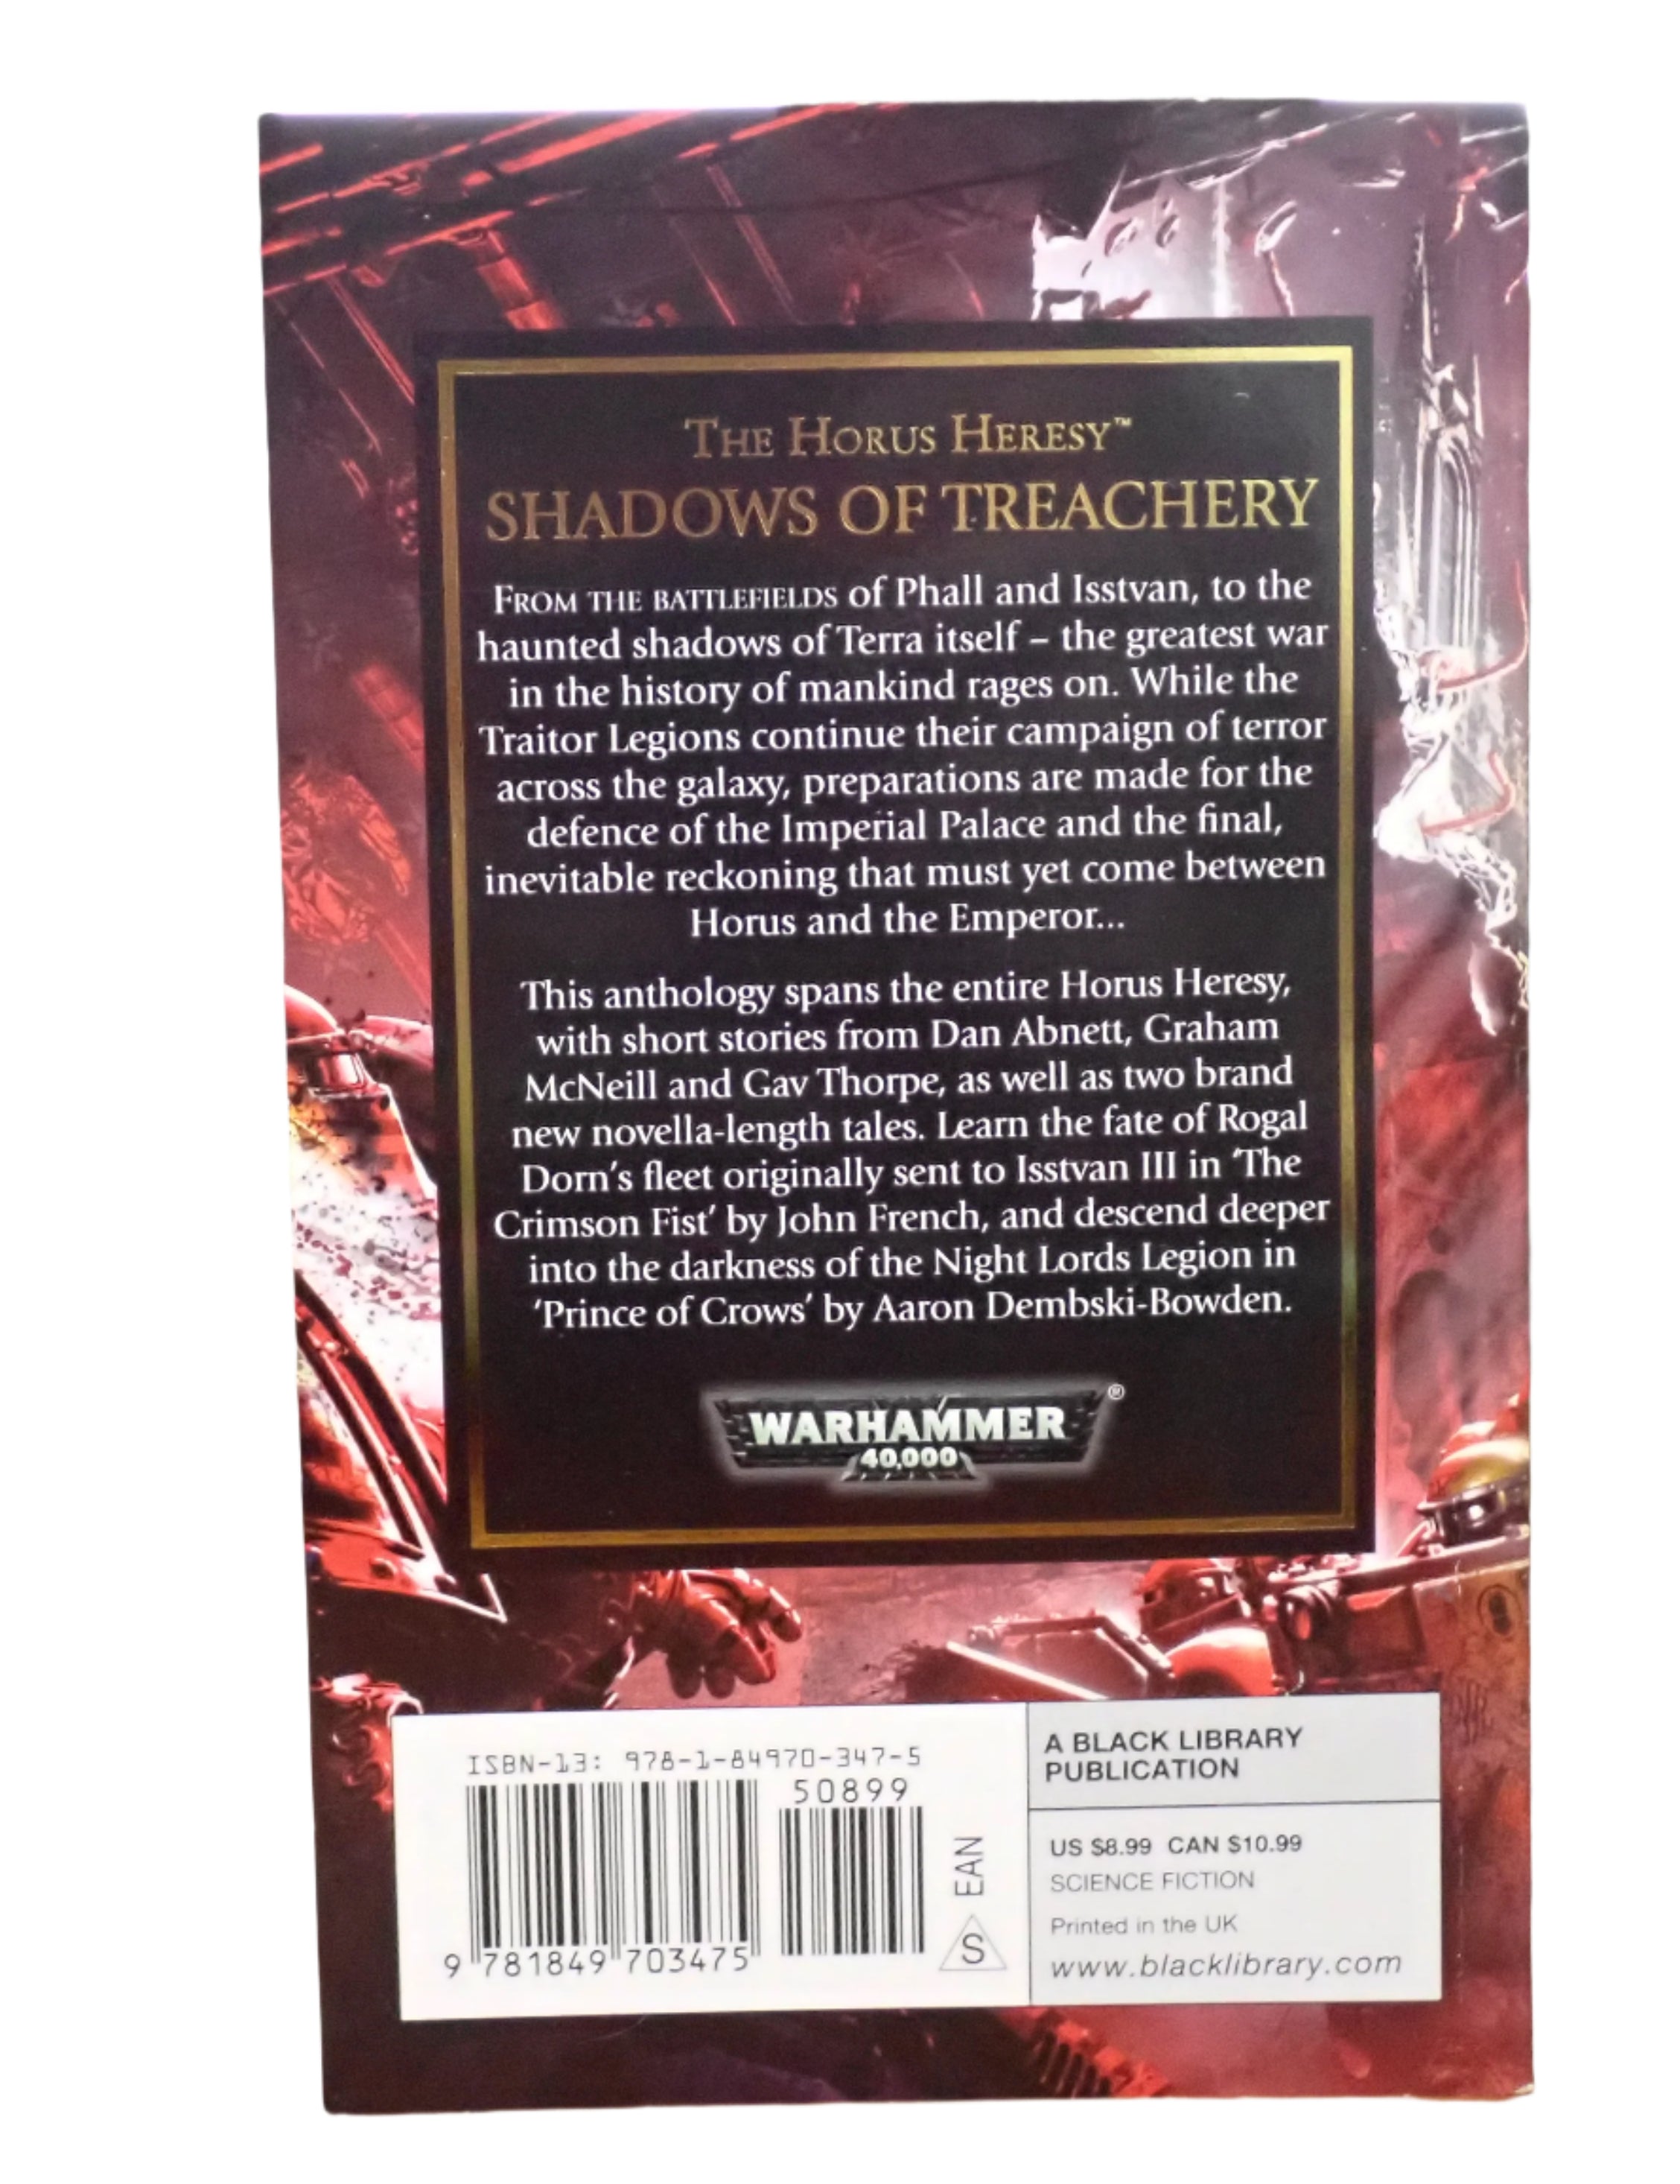 THE HORUS HERESY™
SHADOWS OF TREACHERY
FROM THE BATTLEFIELDS of Phall and Isstvan, to the
haunted shadows of Terra itself – the greatest war
in the history of mankind rages on. While the
Traitor Legions continue their campaign of terror
across the galaxy, preparations are made for the
defence of the Imperial Palace and the final,
inevitable reckoning that must yet come between
Horus and the Emperor...
This anthology spans the entire Horus Heresy,
with short stories from Dan Abnett, Graham
McNeill and Gav Thorpe, as well as two brand
new novella-length tales. Learn the fate of Rogal
Dorn's fleet originally sent to Isstvan III in 'The
Crimson Fist' by John French, and descend deeper
into the darkness of the Night Lords Legion in
'Prince of Crows' by Aaron Dembski-Bowden.
WARHAMMER®
40,000
ISBN-13: 978-1-84970-347-5
50899
9 781849 703475
EAN
S
A BLACK LIBRARY
PUBLICATION
US $8.99 CAN $10.99
SCIENCE FICTION
Printed in the UK
www.blacklibrary.com